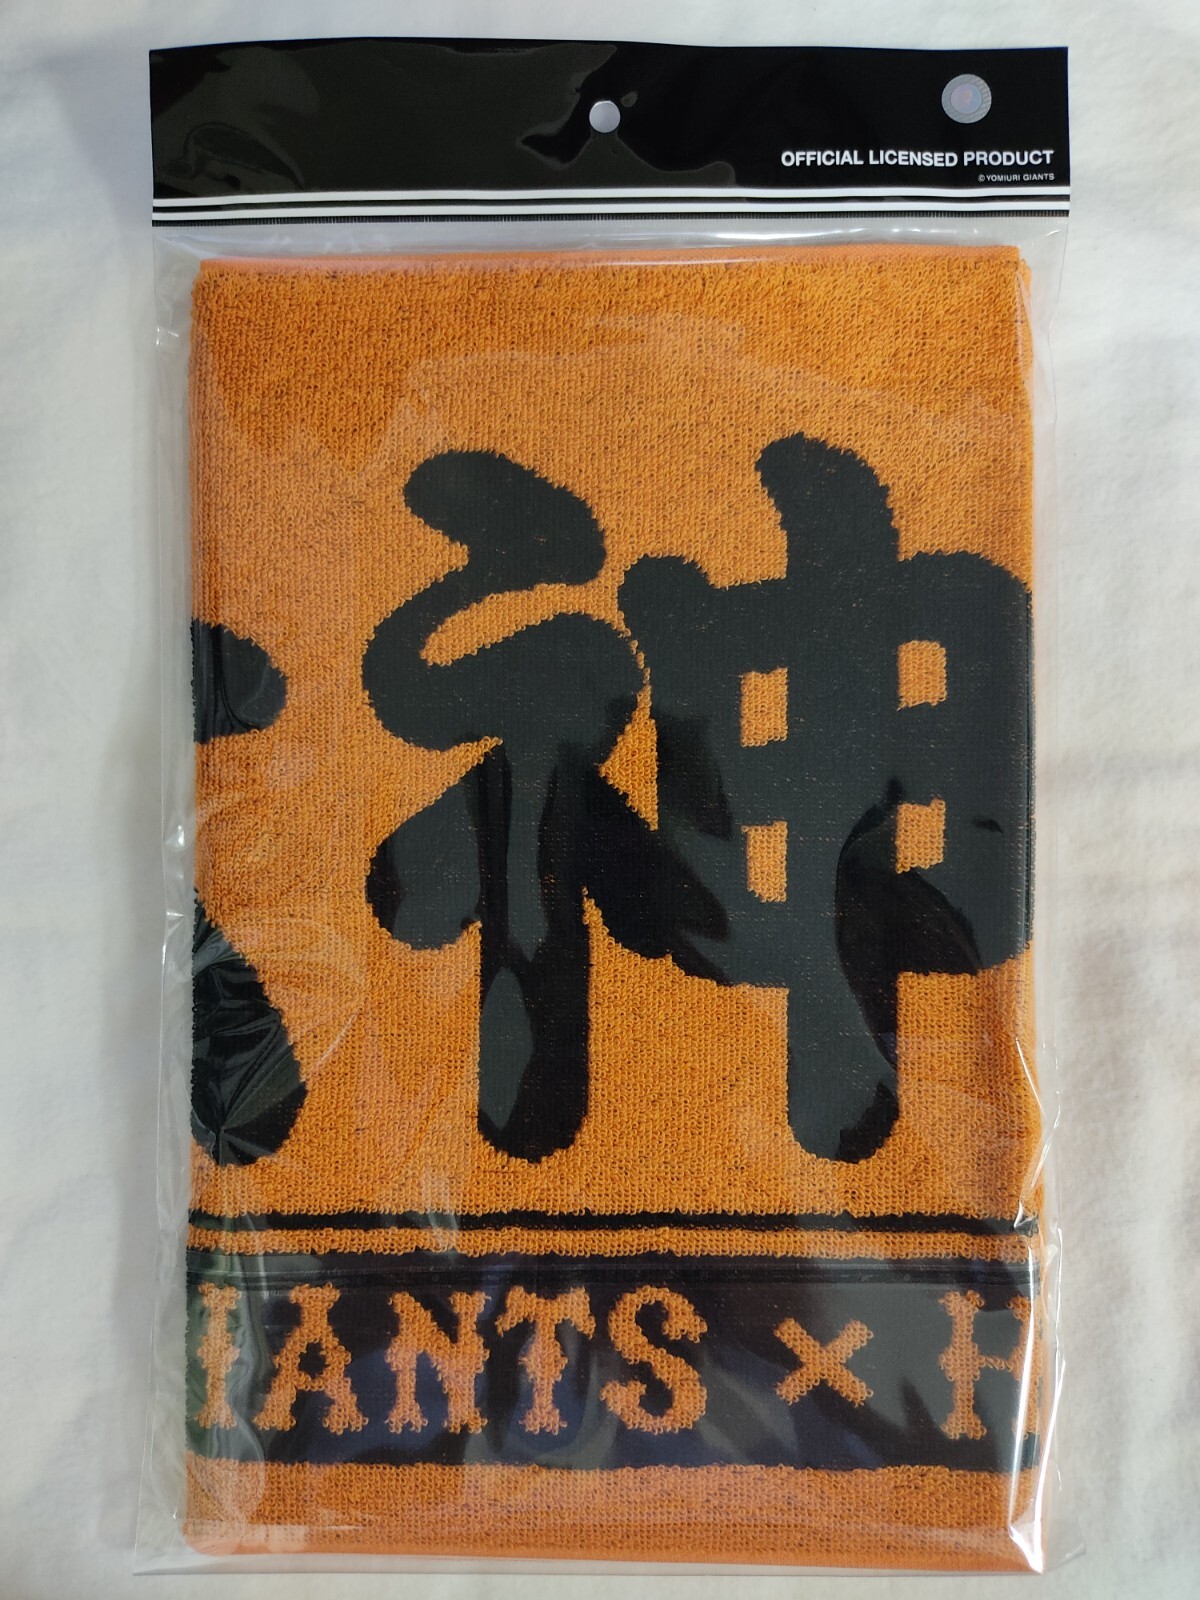 OFFICIAL LICENSED PRODUCT
©YOMIURI GIANTS
神
IANTS × H